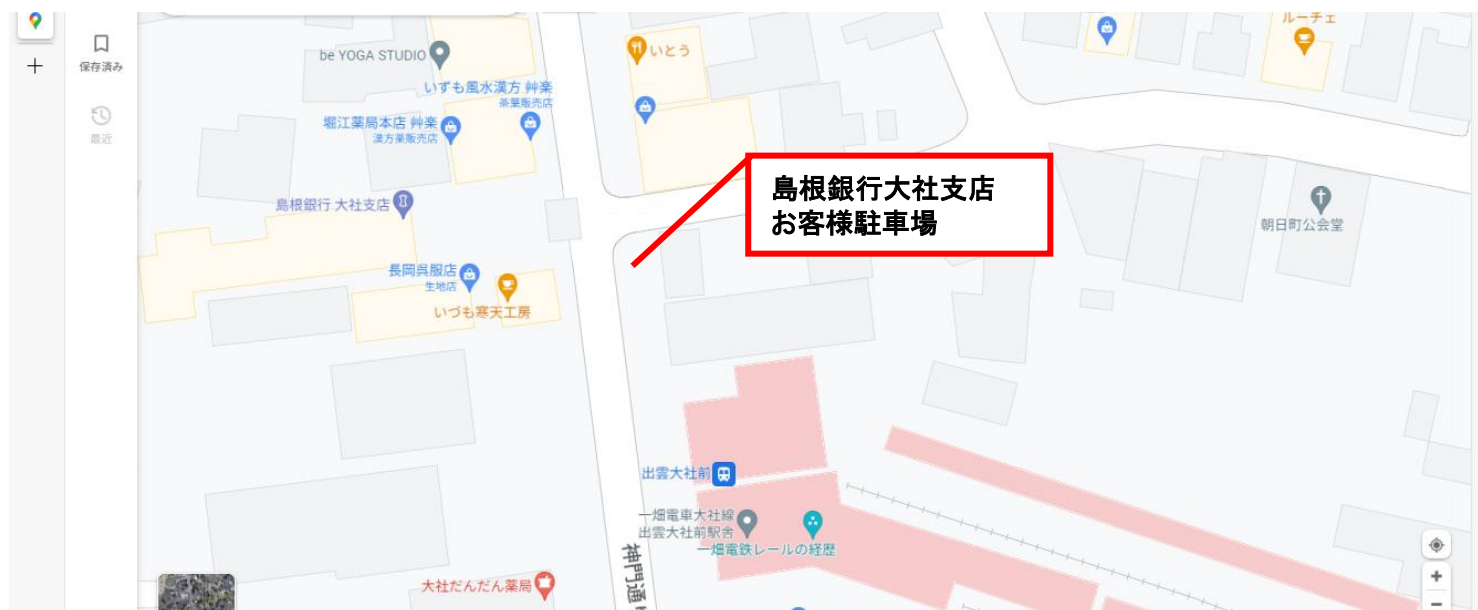 ルーチェ
保存済み
be YOGA STUDIO
いとう
いずも風水漢方 艸楽
茶葉販売店
堀江薬局本店 艸楽
漢方薬販売店
最近
島根銀行大社支店
お客様駐車場
島根銀行 大社支店
朝日町公会堂
長岡呉服店
生地店
いづも寒天工房
出雲大社前
一畑電車大社線
出雲大社前駅舎
一畑電鉄レールの経歴
神門通
大社だんだん薬局